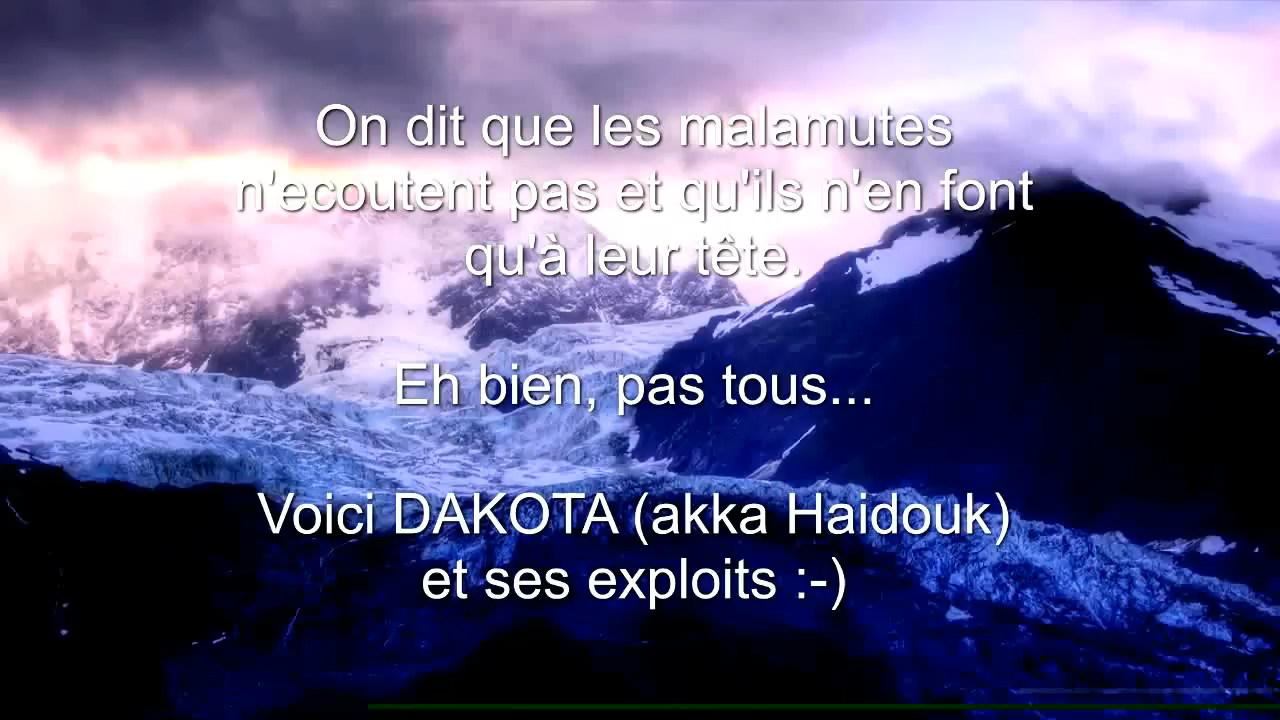 On dit que les malamutes
n'ecoutent pas et qu'ils n'en font
qu'à leur tête.
Eh bien, pas tous...
Voici DAKOTA (akka Haidouk)
et ses exploits :-)